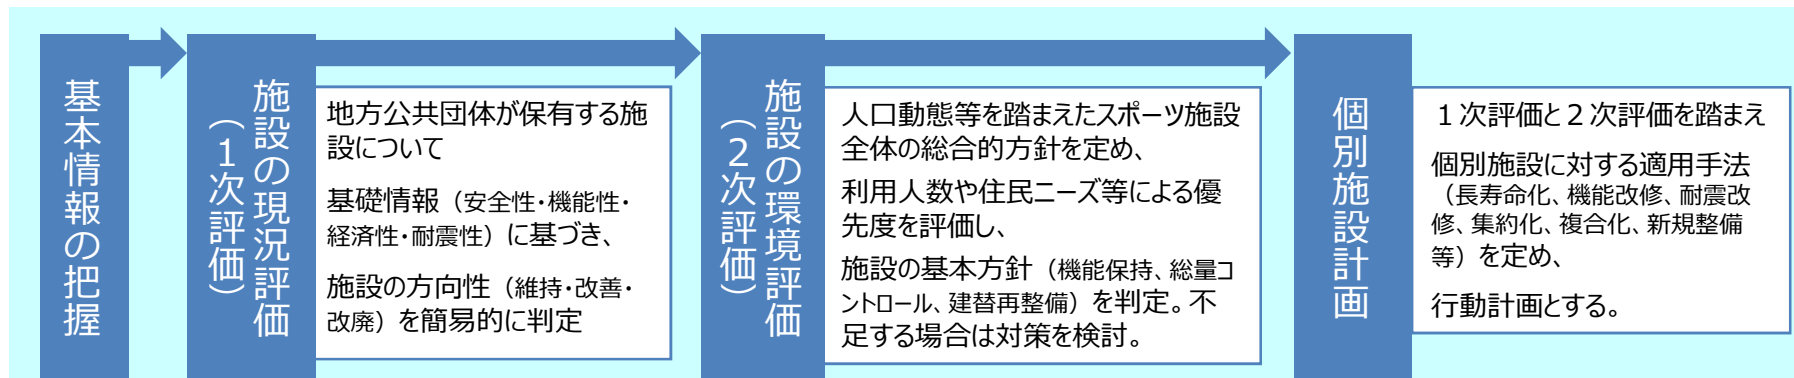 基本情報の把握
施設の現況評価
（１次評価）
地方公共団体が保有する施
設について
基礎情報（安全性・機能性・
経済性・耐震性）に基づき、
施設の方向性（維持・改善・
改廃）を簡易的に判定
施設の環境評価
（２次評価）
人口動態等を踏まえたスポーツ施設
全体の総合的方針を定め、
利用人数や住民ニーズ等による優
先度を評価し、
施設の基本方針（機能保持、総量コ
ントロール、建替再整備）を判定。不
足する場合は対策を検討。
個別施設計画
１次評価と２次評価を踏まえ
個別施設に対する適用手法
（長寿命化、機能改修、耐震改
修、集約化、複合化、新規整備
等）を定め、
行動計画とする。